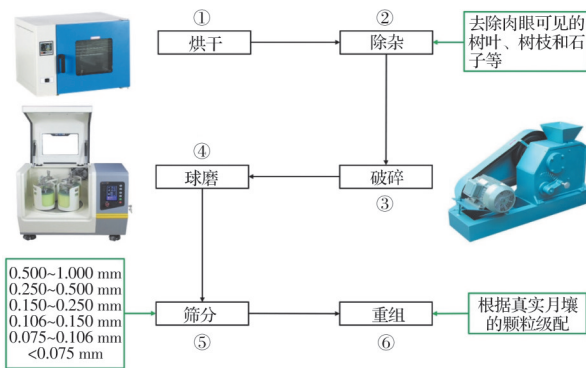 ①
烘干
②
除杂
去除肉眼可见的
树叶、树枝和石
子等
④
球磨
破碎
③
0.500~1.000 mm
0.250~0.500 mm
0.150~0.250 mm
0.106~0.150 mm
0.075~0.106 mm
<0.075 mm
筛分
⑤
重组
⑥
根据真实月壤
的颗粒级配